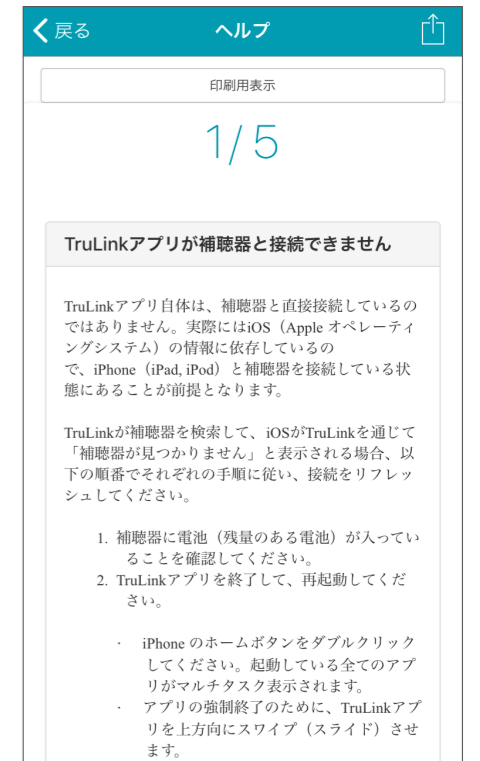 戻る
ヘルプ
印刷用表示
1/5
TruLinkアプリが補聴器と接続できません
TruLinkアプリ自体は、補聴器と直接接続しているの
ではありません。実際にはiOS（Apple オペレーティ
ングシステム）の情報に依存しているの
で、iPhone（iPad, iPod）と補聴器を接続している状
態にあることが前提となります。
TruLinkが補聴器を検索して、iOSがTruLinkを通じて
「補聴器が見つかりません」と表示される場合、以
下の順番でそれぞれの手順に従い、接続をリフレッ
シュしてください。
1. 補聴器に電池（残量のある電池）が入ってい
ることを確認してください。
2. TruLinkアプリを終了して、再起動してくだ
さい。
· iPhone のホームボタンをダブルクリック
してください。起動している全てのアプ
リがマルチタスク表示されます。
· アプリの強制終了のために、TruLinkアプ
リを上方向にスワイプ（スライド）させ
ます。